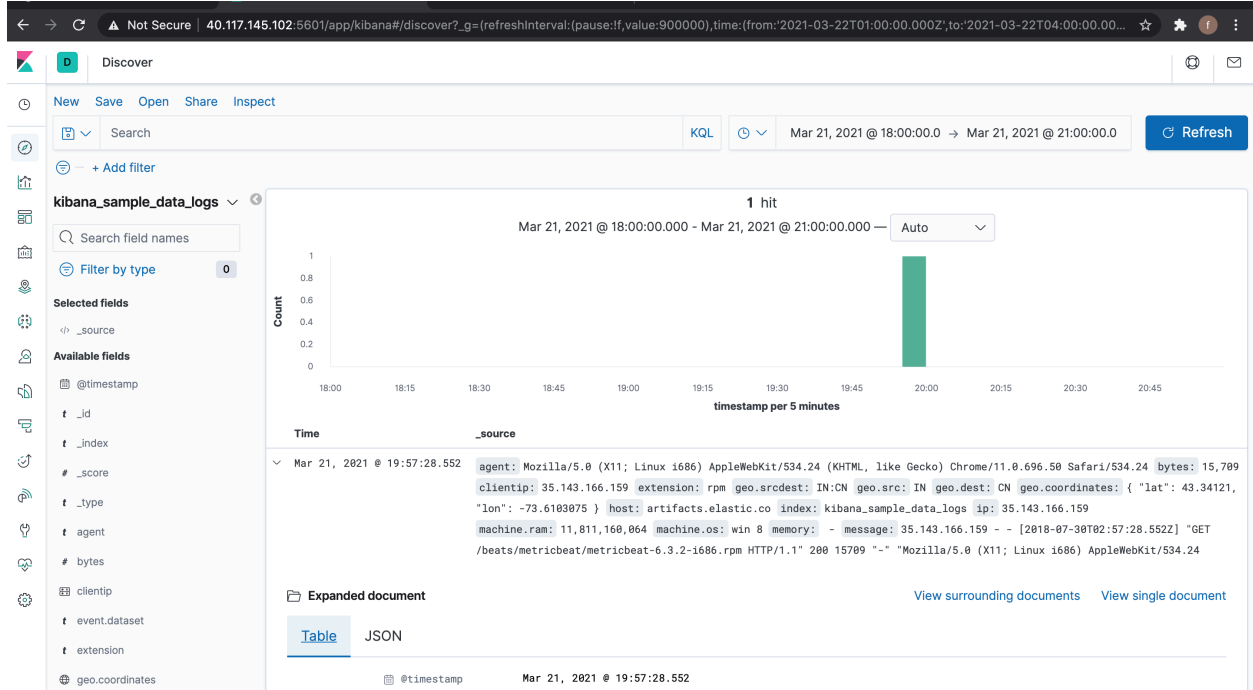 Not Secure | 40.117.145.102:5601/app/kibana#/discover?_g=(refreshInterval:(pause:!f,value:900000),time:(from:'2021-03-22T01:00:00.000Z',to:'2021-03-22T04:00:00.00... f
D Discover
New Save Open Share Inspect
Search KQL Mar 21, 2021 @ 18:00:00.0 → Mar 21, 2021 @ 21:00:00.0 Refresh
+ Add filter
kibana_sample_data_logs
Search field names
Filter by type 0
Selected fields
</> _source
Available fields
@timestamp
t _id
t _index
# _score
t _type
t agent
# bytes
clientip
t event.dataset
t extension
geo.coordinates
1 hit
Mar 21, 2021 @ 18:00:00.000 - Mar 21, 2021 @ 21:00:00.000 — Auto
Count
1
0.8
0.6
0.4
0.2
0
18:00 18:15 18:30 18:45 19:00 19:15 19:30 19:45 20:00 20:15 20:30 20:45
timestamp per 5 minutes
Time _source
Mar 21, 2021 @ 19:57:28.552 agent: Mozilla/5.0 (X11; Linux i686) AppleWebKit/534.24 (KHTML, like Gecko) Chrome/11.0.696.50 Safari/534.24 bytes: 15,709
clientip: 35.143.166.159 extension: rpm geo.srcdest: IN:CN geo.src: IN geo.dest: CN geo.coordinates: { "lat": 43.34121,
"lon": -73.6103075 } host: artifacts.elastic.co index: kibana_sample_data_logs ip: 35.143.166.159
machine.ram: 11,811,160,064 machine.os: win 8 memory: - message: 35.143.166.159 - - [2018-07-30T02:57:28.552Z] "GET
/beats/metricbeat/metricbeat-6.3.2-i686.rpm HTTP/1.1" 200 15709 "-" "Mozilla/5.0 (X11; Linux i686) AppleWebKit/534.24
Expanded document View surrounding documents View single document
Table JSON
@timestamp Mar 21, 2021 @ 19:57:28.552